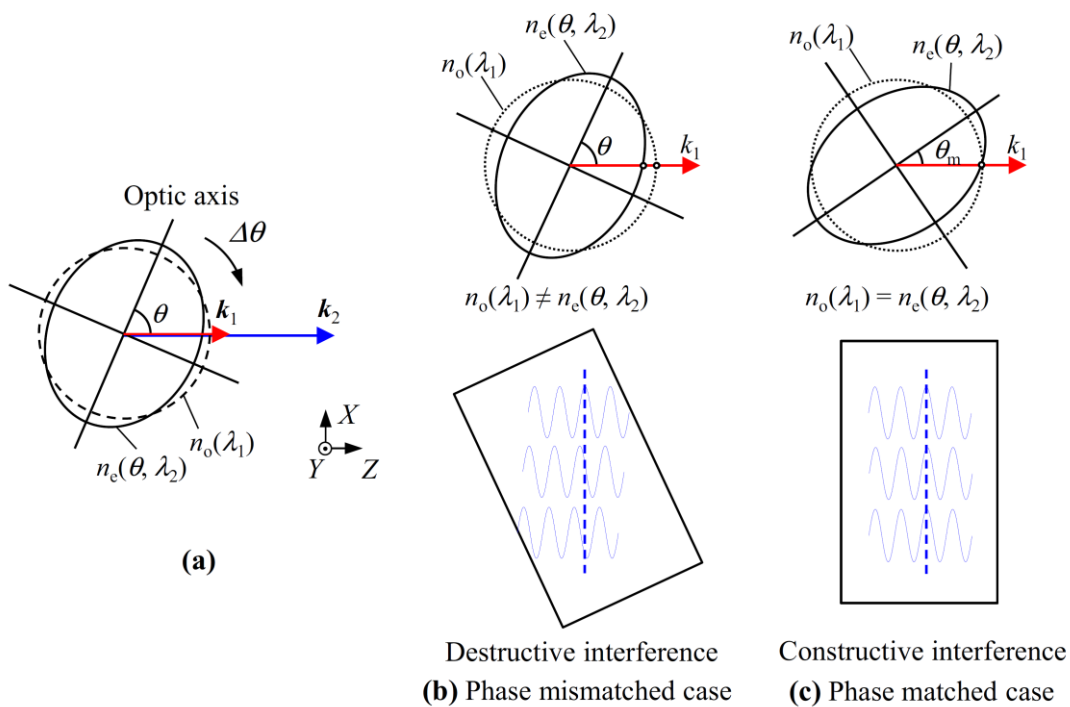 Optic axis
Δθ
θ
k₁
k₂
nₒ(λ₁)
nₑ(θ, λ₂)
X
Y
Z
(a)
nₑ(θ, λ₂)
nₒ(λ₁)
θ
k₁
nₒ(λ₁) ≠ nₑ(θ, λ₂)
Destructive interference
(b) Phase mismatched case
nₒ(λ₁)
nₑ(θ, λ₂)
θₘ
k₁
nₒ(λ₁) = nₑ(θ, λ₂)
Constructive interference
(c) Phase matched case